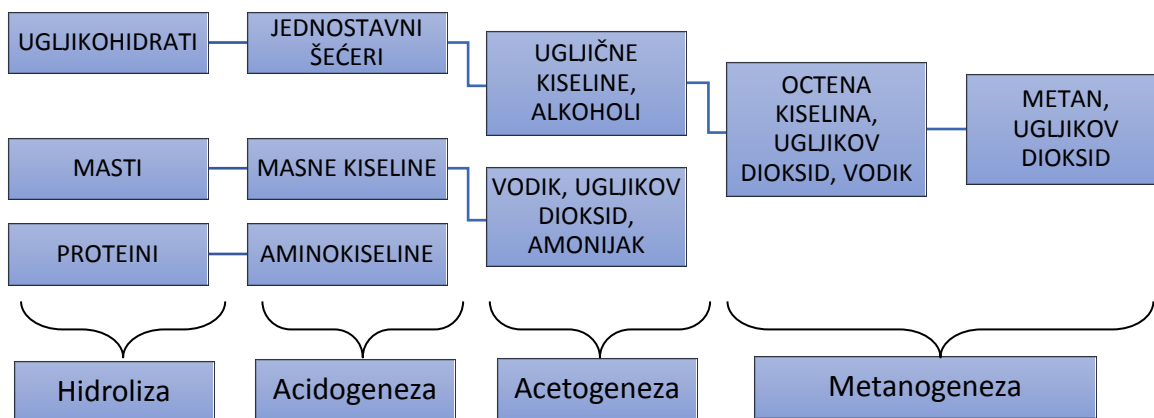 UGLJIKOHIDRATI
JEDNOSTAVNI
ŠEĆERI
UGLJIČNE
KISELINE,
ALKOHOLI
OCTENA
KISELINA,
UGLJIKOV
DIOKSID, VODIK
METAN,
UGLJIKOV
DIOKSID
MASTI
MASNE KISELINE
VODIK, UGLJIKOV
DIOKSID,
AMONIJAK
PROTEINI
AMINOKISELINE
Hidroliza
Acidogeneza
Acetogeneza
Metanogeneza